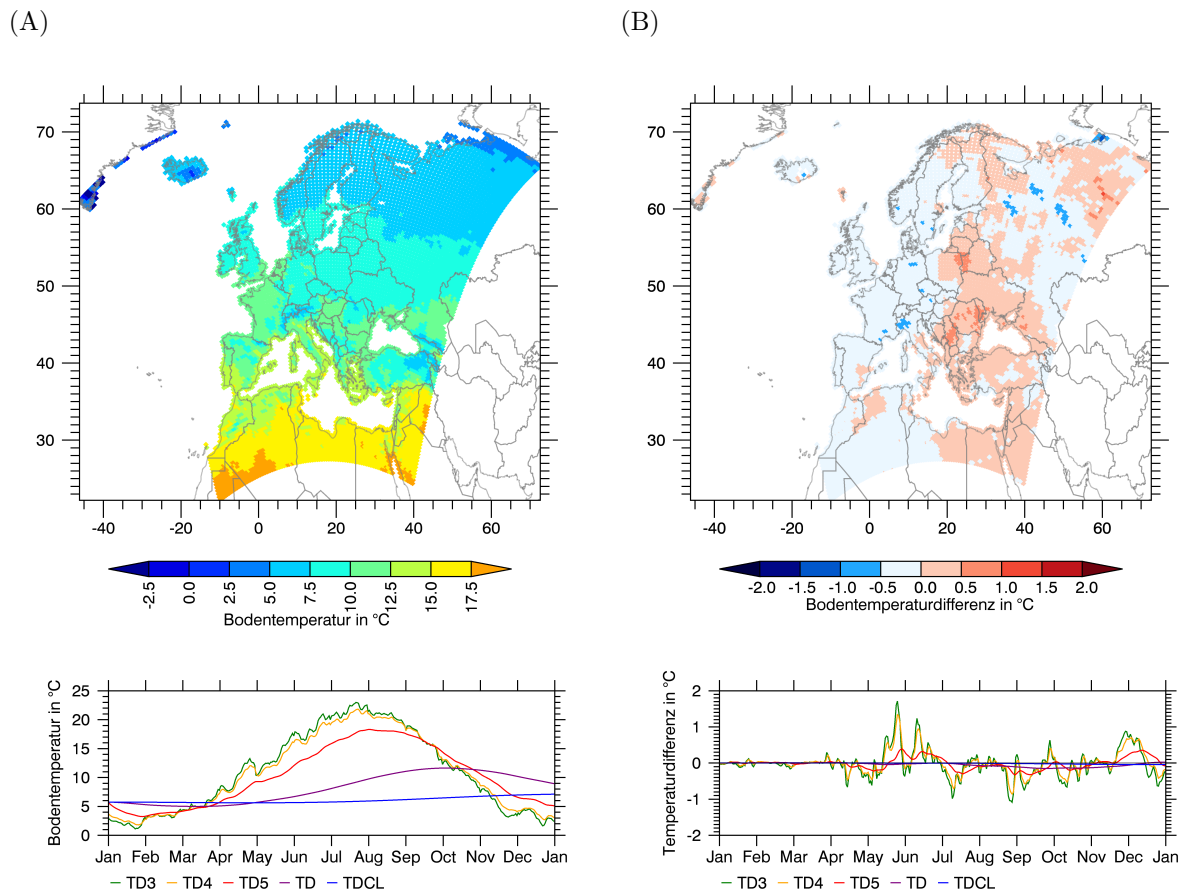 (A)
(B)
70
60
50
40
30
-40 -20 0 20 40 60
-2.5 0.0 2.5 5.0 7.5 10.0 12.5 15.0 17.5
Bodentemperatur in °C
70
60
50
40
30
-40 -20 0 20 40 60
-2.0 -1.5 -1.0 -0.5 0.0 0.5 1.0 1.5 2.0
Bodentemperaturdifferenz in °C
Bodentemperatur in °C
25
20
15
10
5
0
Jan Feb Mar Apr May Jun Jul Aug Sep Oct Nov Dec Jan
TD3 TD4 TD5 TD TDCL
Temperaturdifferenz in °C
2
1
0
-1
-2
Jan Feb Mar Apr May Jun Jul Aug Sep Oct Nov Dec Jan
TD3 TD4 TD5 TD TDCL